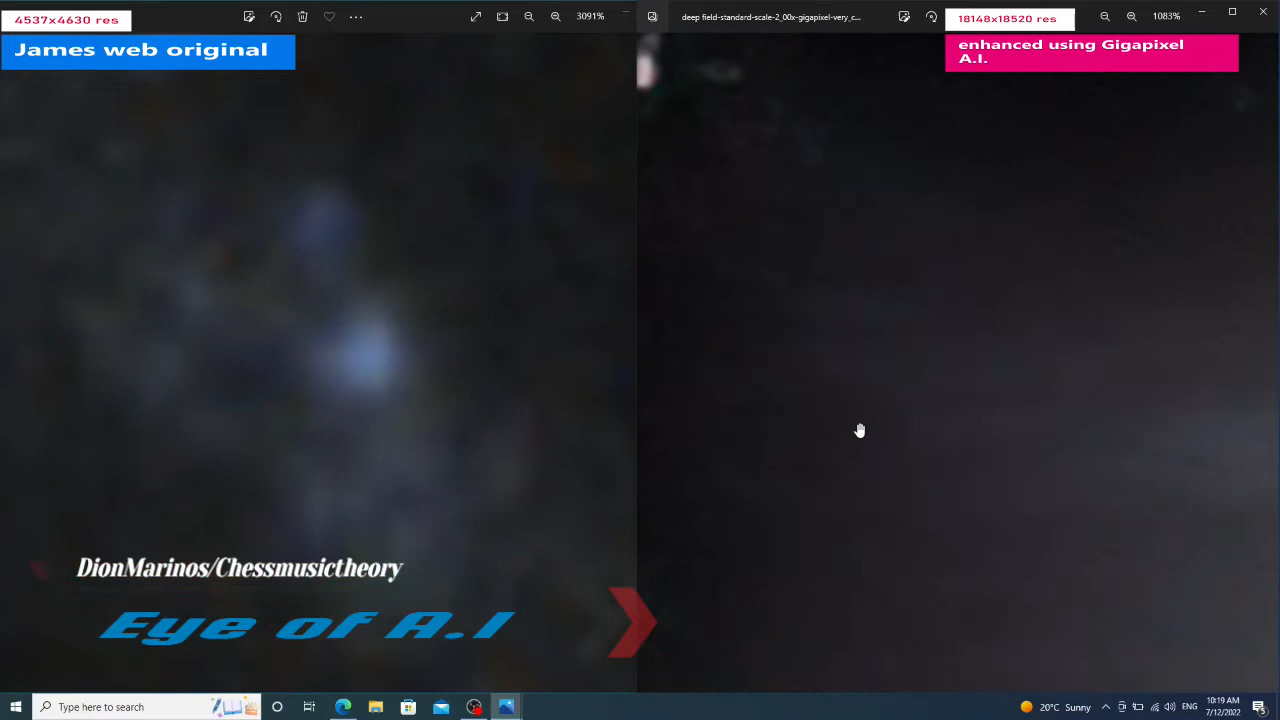 4537x4630 res
3091%
deep field-standard-scale-2_00x-gigapixel-very_c...
18148x18520 res
1083%
James web original
enhanced using Gigapixel
A.I.
DionMarinos/Chessmusictheory
Eye of A.I
Type here to search
20°C Sunny
ENG
10:19 AM
7/12/2022
5